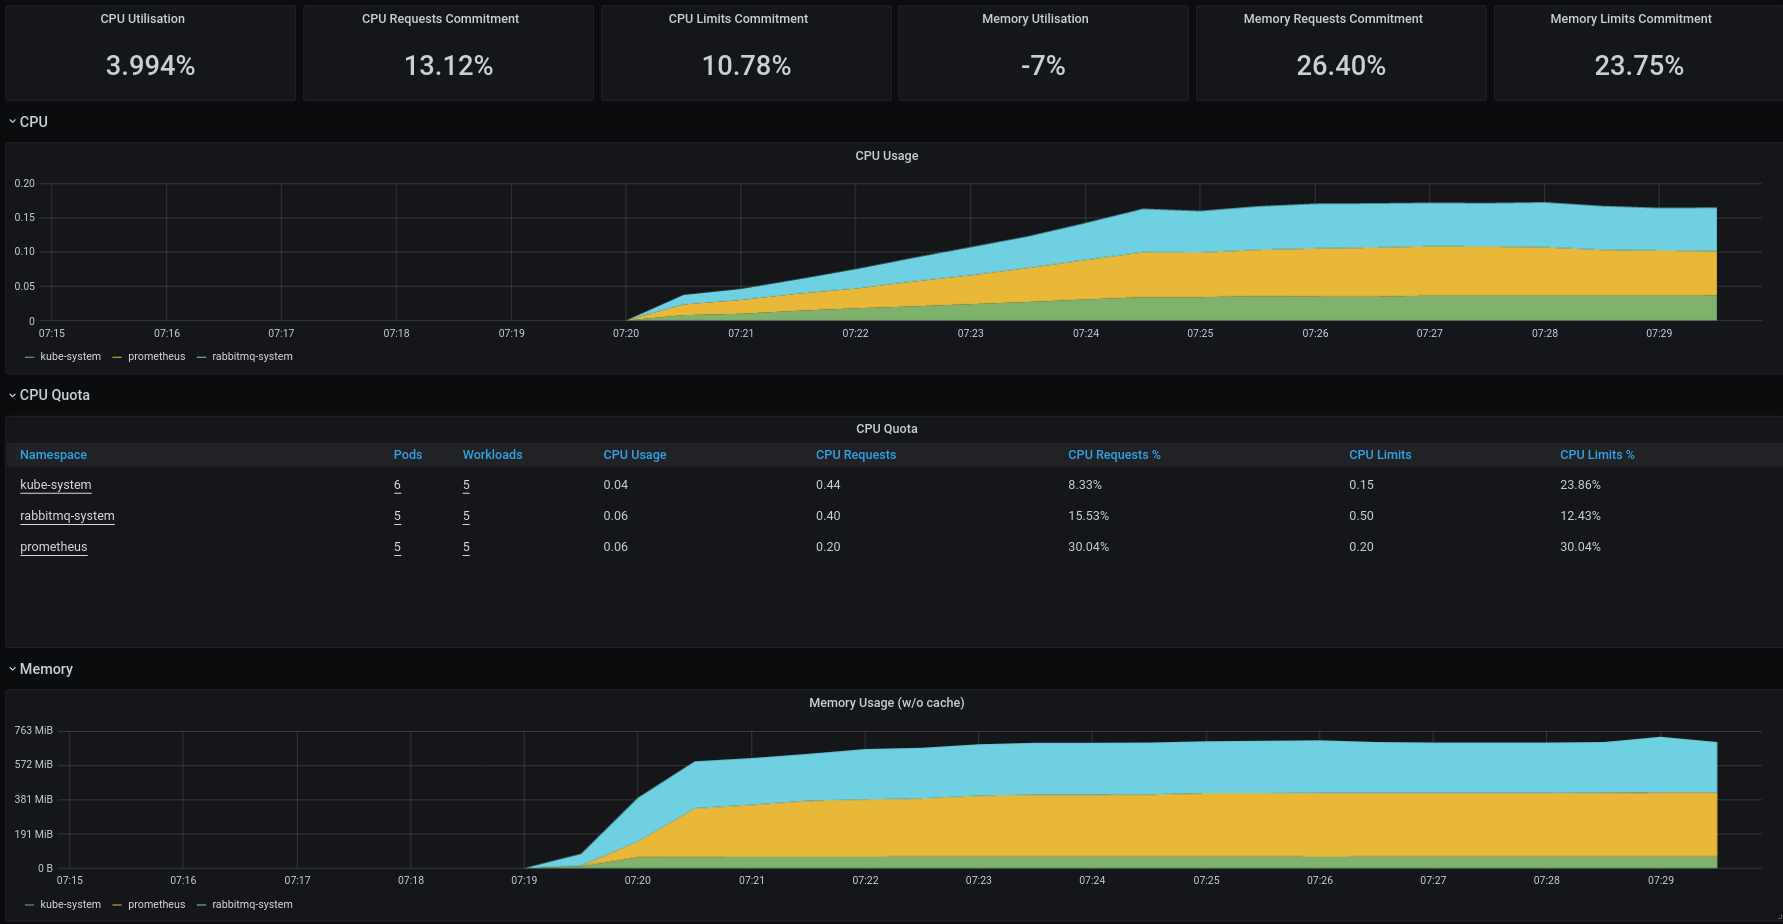 CPU Utilisation CPU Requests Commitment CPU Limits Commitment Memory Utilisation Memory Requests Commitment Memory Limits Commitment
3.994% 13.12% 10.78% -7% 26.40% 23.75%
CPU
CPU Usage
0.20
0.15
0.10
0.05
0
07:15 07:16 07:17 07:18 07:19 07:20 07:21 07:22 07:23 07:24 07:25 07:26 07:27 07:28 07:29
kube-system prometheus rabbitmq-system
CPU Quota
CPU Quota
Namespace Pods Workloads CPU Usage CPU Requests CPU Requests % CPU Limits CPU Limits %
kube-system 6 5 0.04 0.44 8.33% 0.15 23.86%
rabbitmq-system 5 5 0.06 0.40 15.53% 0.50 12.43%
prometheus 5 5 0.06 0.20 30.04% 0.20 30.04%
Memory
Memory Usage (w/o cache)
763 MiB
572 MiB
381 MiB
191 MiB
0 B
07:15 07:16 07:17 07:18 07:19 07:20 07:21 07:22 07:23 07:24 07:25 07:26 07:27 07:28 07:29
kube-system prometheus rabbitmq-system